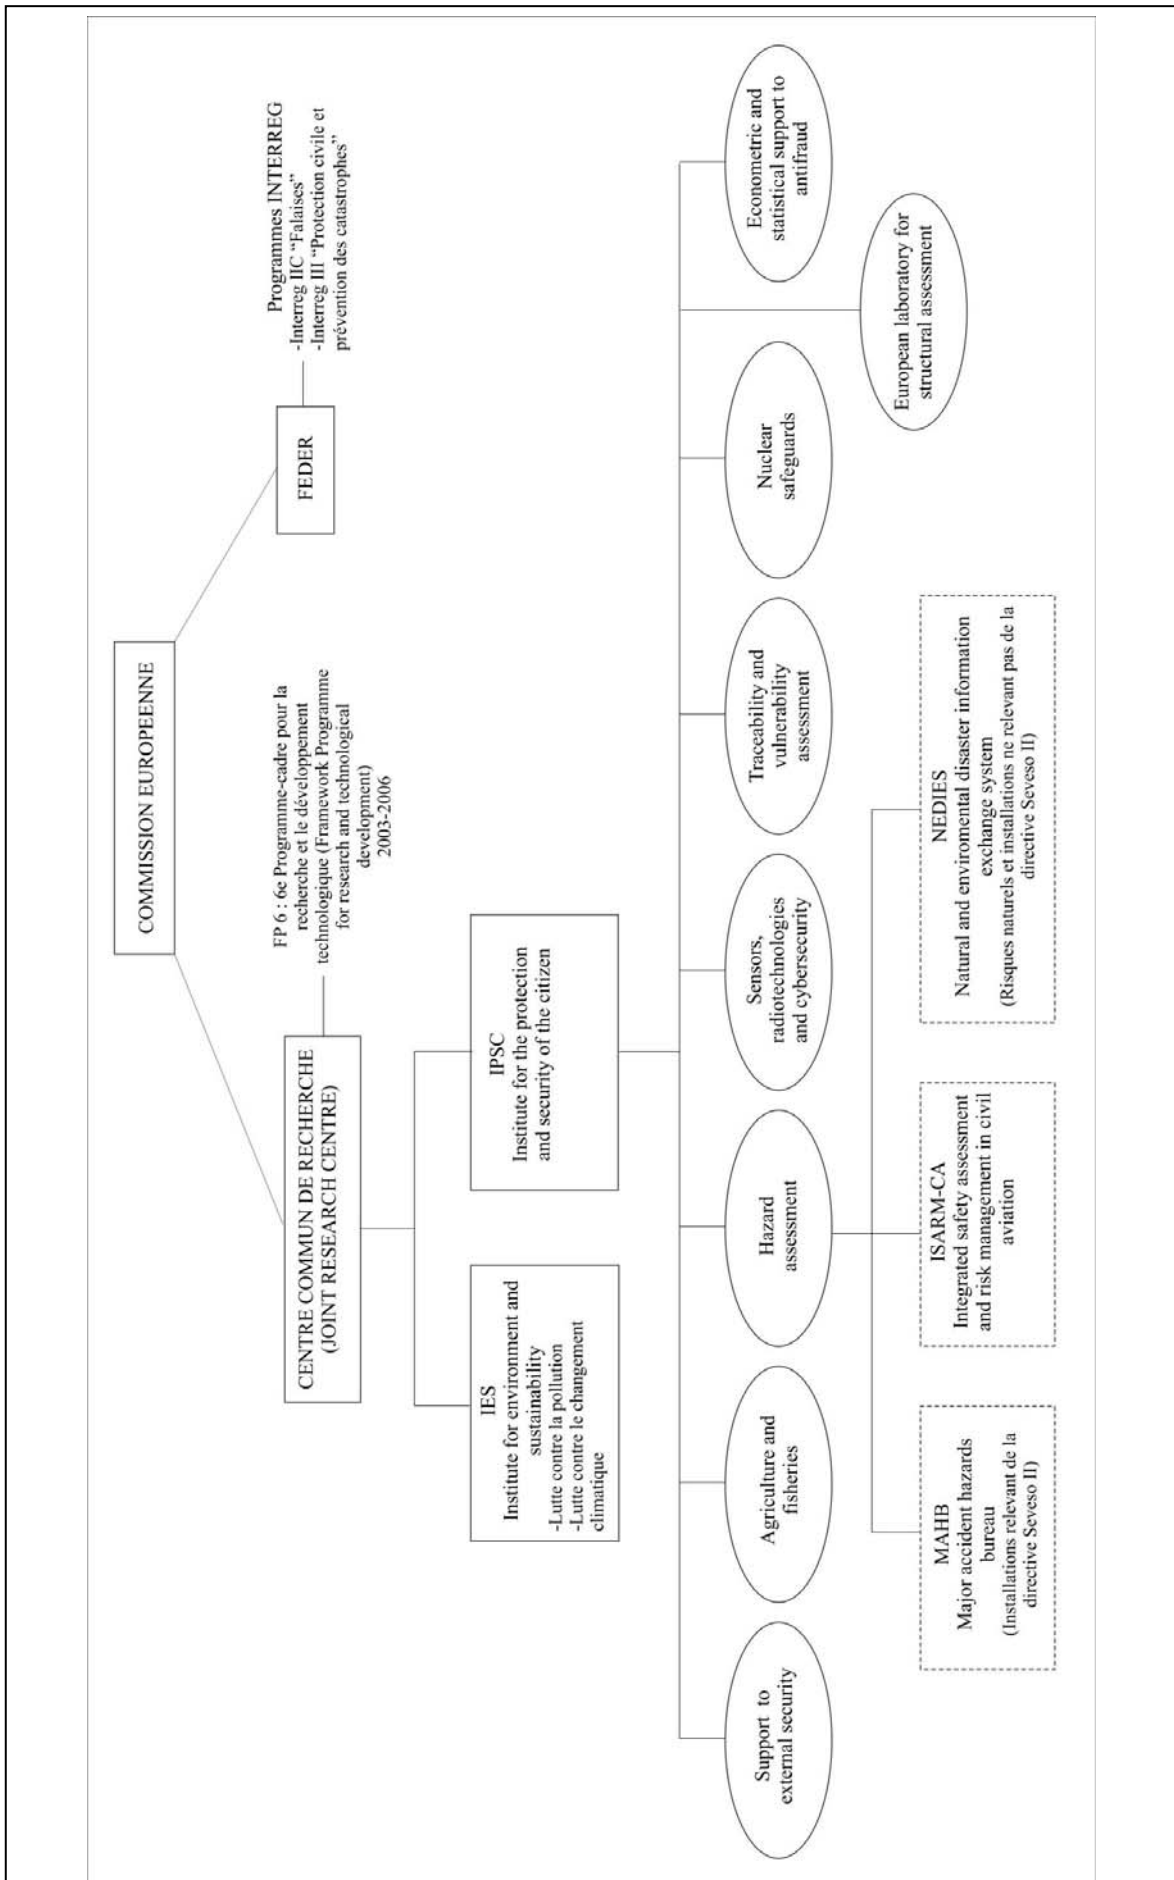 COMMISSION EUROPEENNE
CENTRE COMMUN DE RECHERCHE
(JOINT RESEARCH CENTRE)
FP 6 : 6e Programme-cadre pour la
recherche et le développement
technologique (Framework Programme
for research and technological
development)
2003-2006
FEDER
Programmes INTERREG
-Interreg IIC “Falaises”
-Interreg III “Protection civile et
prévention des catastrophes”
IES
Institute for environment and
sustainability
-Lutte contre la pollution
-Lutte contre le changement
climatique
IPSC
Institute for the protection
and security of the citizen
Support to
external security
Agriculture and
fisheries
Hazard
assessment
Sensors,
radiotechnologies
and cybersecurity
Traceability and
vulnerability
assessment
Nuclear
safeguards
European laboratory for
structural assessment
Econometric and
statistical support to
antifraud
MAHB
Major accident hazards
bureau
(Installations relevant de la
directive Seveso II)
ISARM-CA
Integrated safety assessment
and risk management in civil
aviation
NEDIES
Natural and enviromental disaster information
exchange system
(Risques naturels et installations ne relevant pas de la
directive Seveso II)